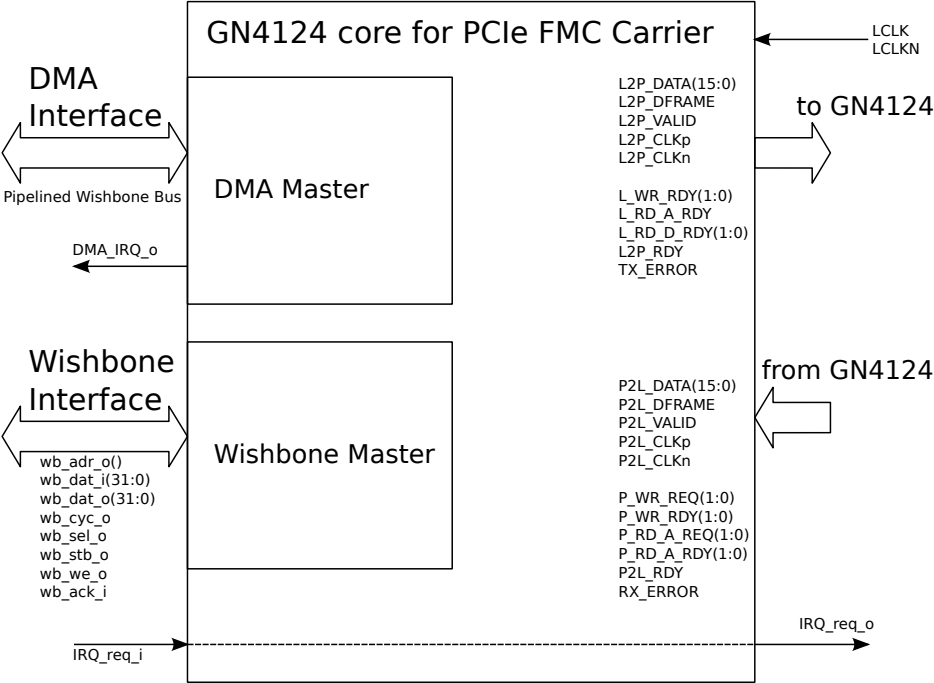 GN4124 core for PCIe FMC Carrier
LCLK
LCLKN
DMA
Interface
Pipelined Wishbone Bus
DMA_IRQ_o
DMA Master
L2P_DATA(15:0)
L2P_DFRAME
L2P_VALID
L2P_CLKp
L2P_CLKn
L_WR_RDY(1:0)
L_RD_A_RDY
L_RD_D_RDY(1:0)
L2P_RDY
TX_ERROR
to GN4124
Wishbone
Interface
wb_adr_o()
wb_dat_i(31:0)
wb_dat_o(31:0)
wb_cyc_o
wb_sel_o
wb_stb_o
wb_we_o
wb_ack_i
Wishbone Master
P2L_DATA(15:0)
P2L_DFRAME
P2L_VALID
P2L_CLKp
P2L_CLKn
P_WR_REQ(1:0)
P_WR_RDY(1:0)
P_RD_A_REQ(1:0)
P_RD_A_RDY(1:0)
P2L_RDY
RX_ERROR
from GN4124
IRQ_req_i
IRQ_req_o